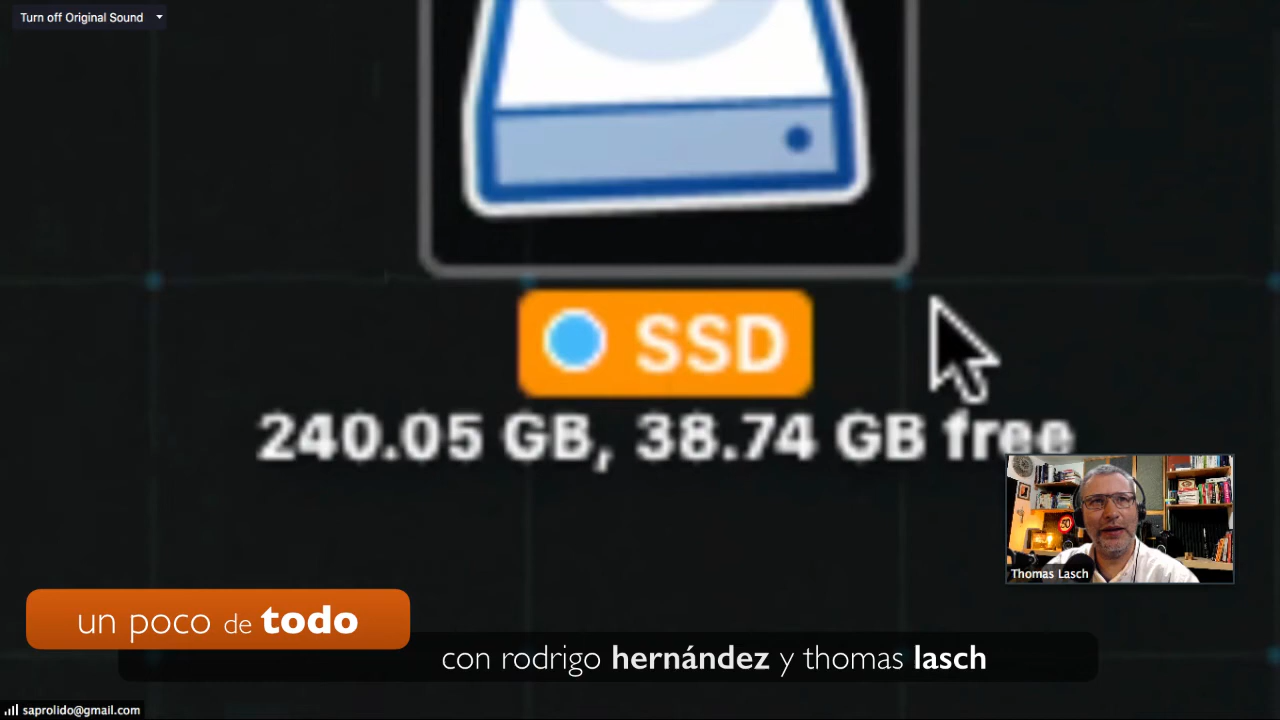 Turn off Original Sound
SSD
240.05 GB, 38.74 GB free
50
Thomas Lasch
un poco de todo
con rodrigo hernández y thomas lasch
saprolido@gmail.com